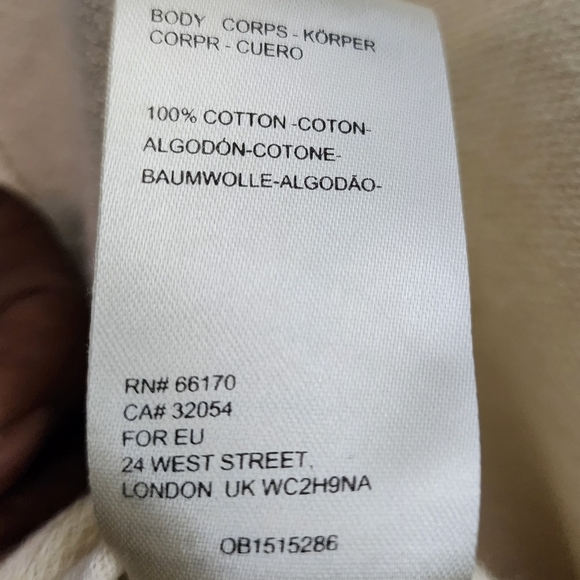 BODY CORPS - KÖRPER
CORPR - CUERO
100% COTTON -COTON-
ALGODÓN-COTONE-
BAUMWOLLE-ALGODÃO-
RN# 66170
CA# 32054
FOR EU
24 WEST STREET,
LONDON UK WC2H9NA
OB1515286